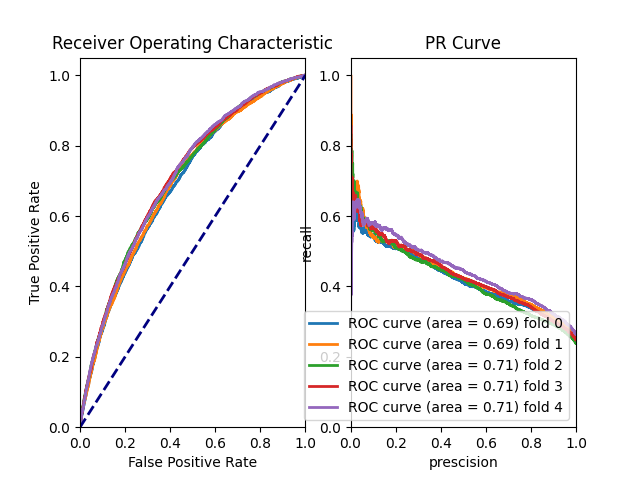 Receiver Operating Characteristic
True Positive Rate
1.0
0.8
0.6
0.4
0.2
0.0
0.0 0.2 0.4 0.6 0.8 1.0
False Positive Rate
PR Curve
recall
1.0
0.8
0.6
0.4
0.2
0.0
ROC curve (area = 0.69) fold 0
ROC curve (area = 0.69) fold 1
ROC curve (area = 0.71) fold 2
ROC curve (area = 0.71) fold 3
ROC curve (area = 0.71) fold 4
0.0 0.2 0.4 0.6 0.8 1.0
prescision